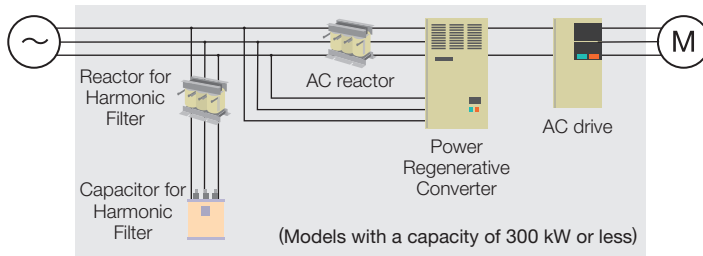 ~
M
Reactor for
Harmonic
Filter
AC reactor
Power
Regenerative
Converter
AC drive
Capacitor for
Harmonic
Filter
(Models with a capacity of 300 kW or less)